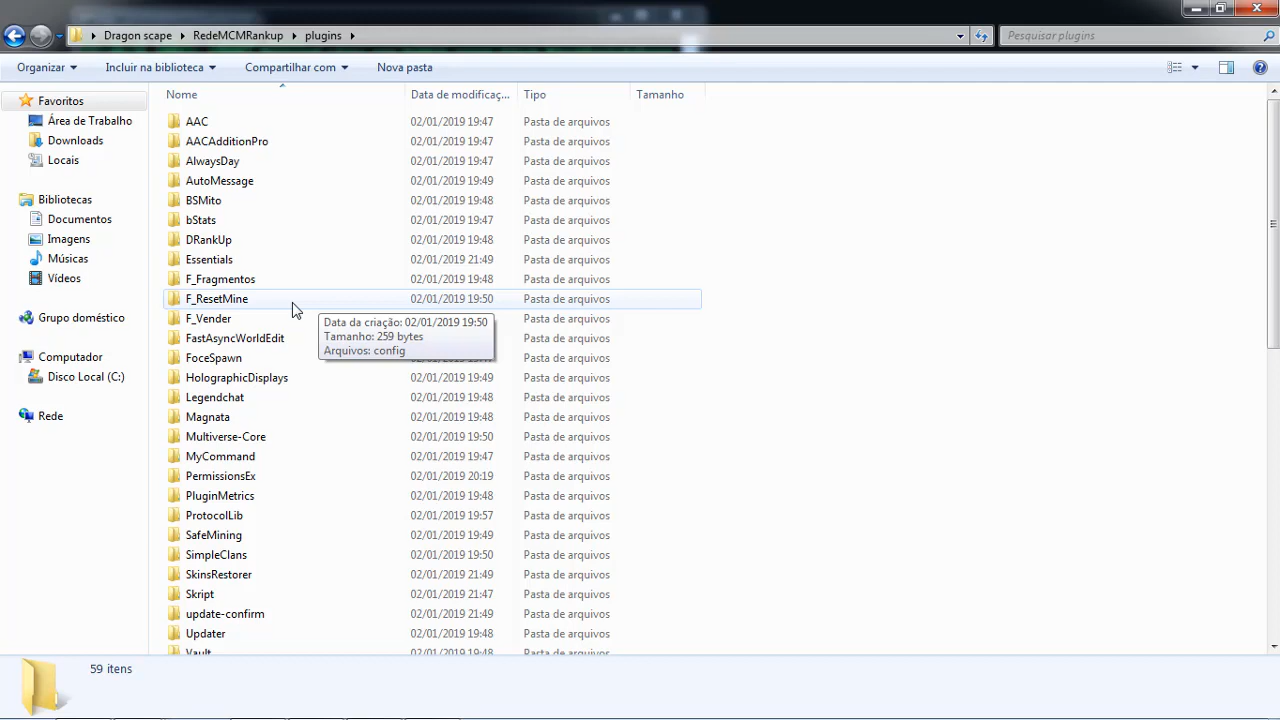 Dragon scape RedeMCMRankup plugins Pesquisar plugins
Organizar Incluir na biblioteca Compartilhar com Nova pasta
Nome Data de modificaç... Tipo Tamanho
Favoritos
Área de Trabalho
Downloads
Locais
Bibliotecas
Documentos
Imagens
Músicas
Vídeos
Grupo doméstico
Computador
Disco Local (C:)
Rede
AAC 02/01/2019 19:47 Pasta de arquivos
AACAdditionPro 02/01/2019 19:47 Pasta de arquivos
AlwaysDay 02/01/2019 19:47 Pasta de arquivos
AutoMessage 02/01/2019 19:49 Pasta de arquivos
BSMito 02/01/2019 19:48 Pasta de arquivos
bStats 02/01/2019 19:47 Pasta de arquivos
DRankUp 02/01/2019 19:48 Pasta de arquivos
Essentials 02/01/2019 21:49 Pasta de arquivos
F_Fragmentos 02/01/2019 19:48 Pasta de arquivos
F_ResetMine 02/01/2019 19:50 Pasta de arquivos
F_Vender Pasta de arquivos
FastAsyncWorldEdit Pasta de arquivos
FoceSpawn Pasta de arquivos
Data da criação: 02/01/2019 19:50
Tamanho: 259 bytes
Arquivos: config
HolographicDisplays 02/01/2019 19:49 Pasta de arquivos
Legendchat 02/01/2019 19:48 Pasta de arquivos
Magnata 02/01/2019 19:48 Pasta de arquivos
Multiverse-Core 02/01/2019 19:50 Pasta de arquivos
MyCommand 02/01/2019 19:47 Pasta de arquivos
PermissionsEx 02/01/2019 20:19 Pasta de arquivos
PluginMetrics 02/01/2019 19:48 Pasta de arquivos
ProtocolLib 02/01/2019 19:57 Pasta de arquivos
SafeMining 02/01/2019 19:49 Pasta de arquivos
SimpleClans 02/01/2019 19:50 Pasta de arquivos
SkinsRestorer 02/01/2019 21:49 Pasta de arquivos
Skript 02/01/2019 21:47 Pasta de arquivos
update-confirm 02/01/2019 21:49 Pasta de arquivos
Updater 02/01/2019 19:48 Pasta de arquivos
Vault 02/01/2019 19:48 Pasta de arquivos
59 itens